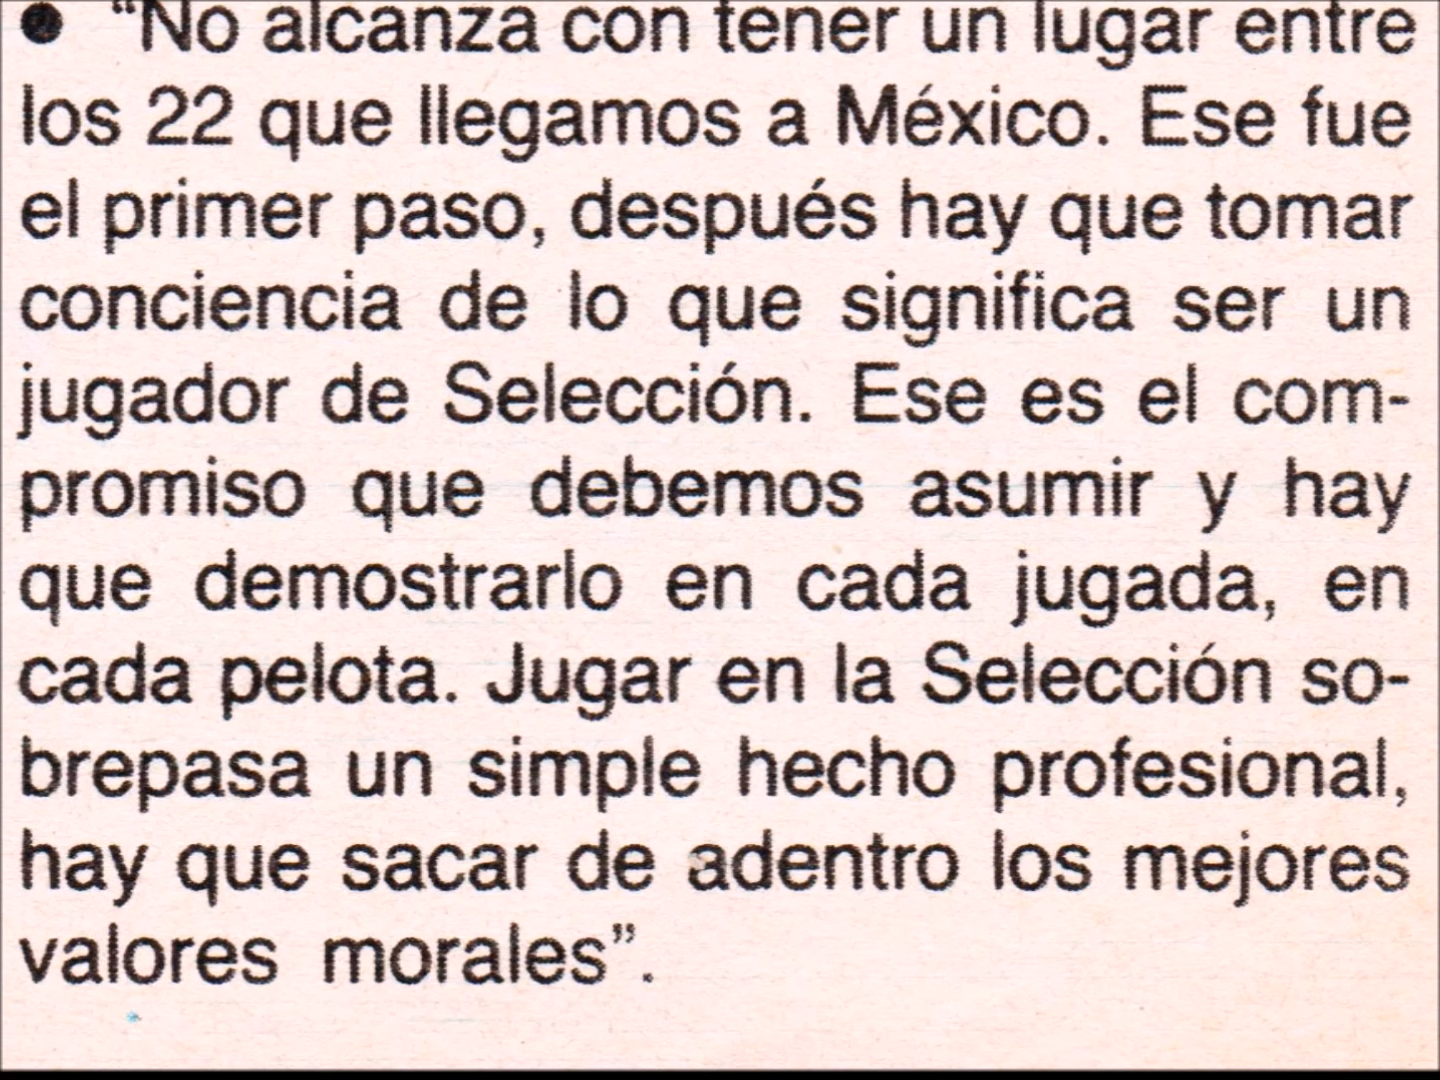 ● “No alcanza con tener un lugar entre
los 22 que llegamos a México. Ese fue
el primer paso, después hay que tomar
conciencia de lo que significa ser un
jugador de Selección. Ese es el com-
promiso que debemos asumir y hay
que demostrarlo en cada jugada, en
cada pelota. Jugar en la Selección so-
brepasa un simple hecho profesional,
hay que sacar de adentro los mejores
valores morales”.